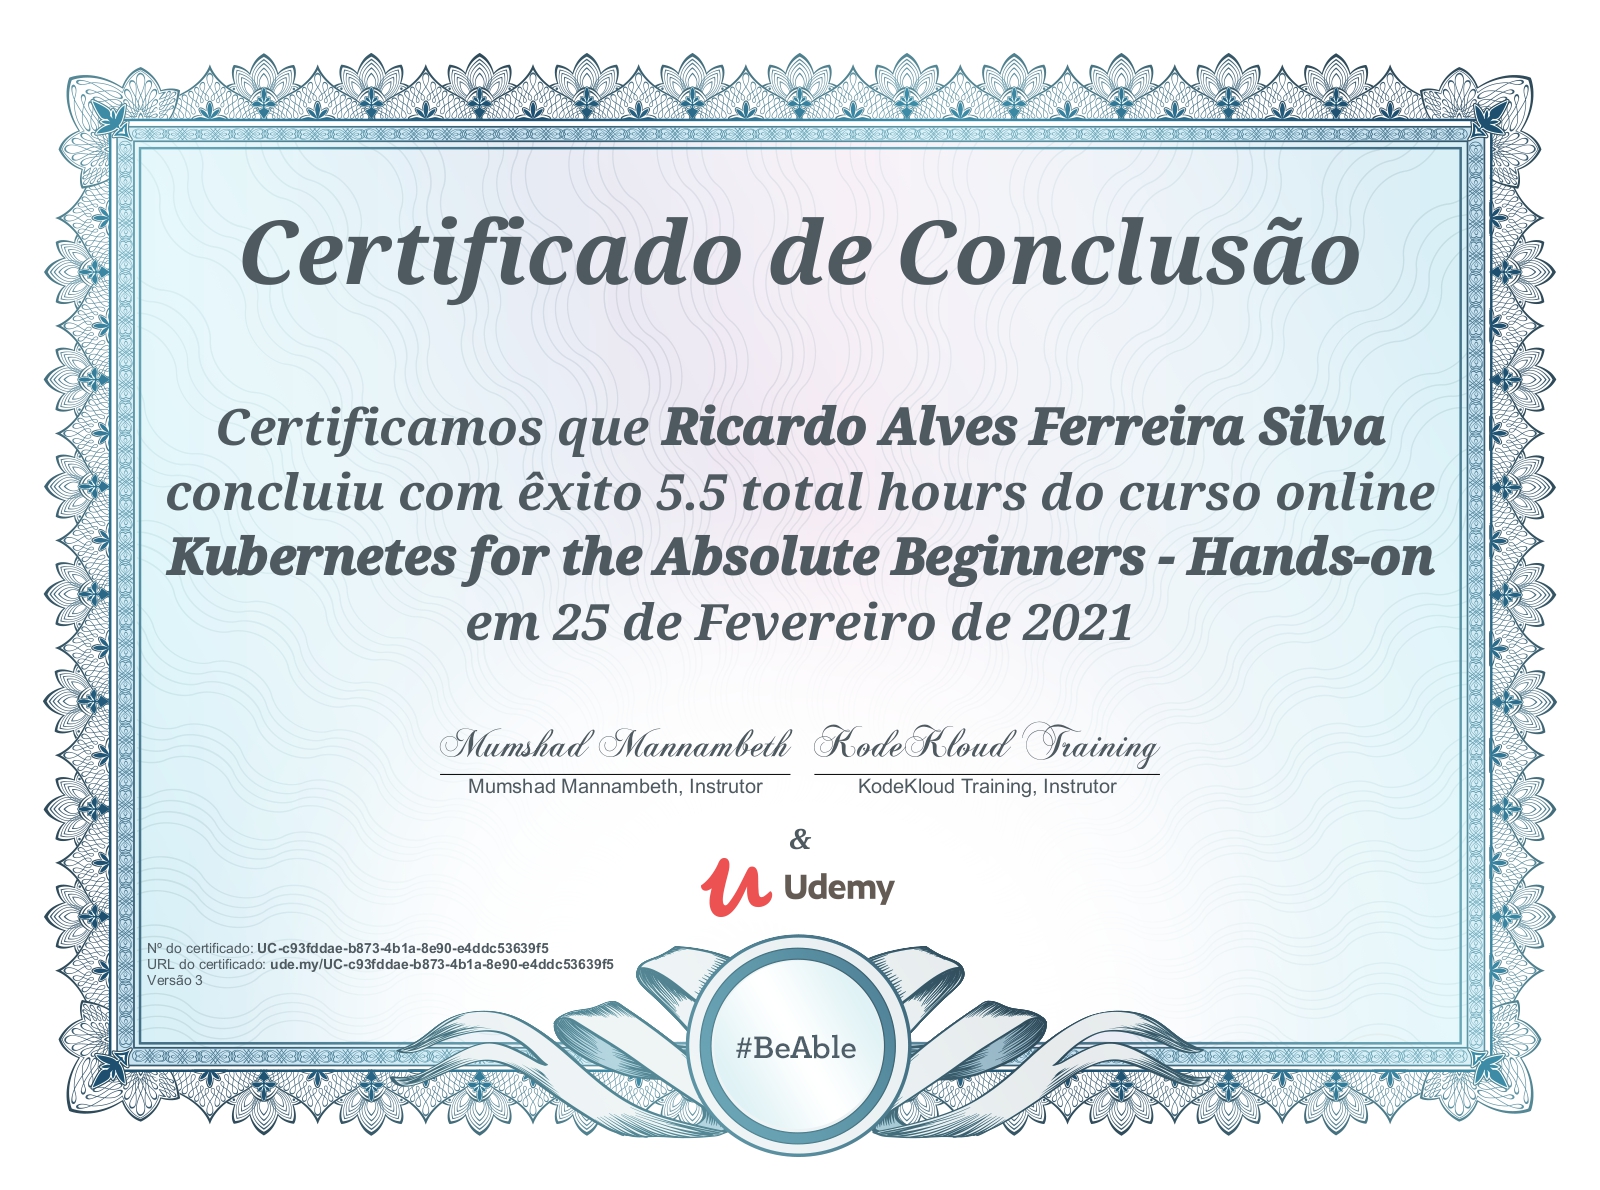 Certificado de Conclusão
Certificamos que Ricardo Alves Ferreira Silva
concluiu com êxito 5.5 total hours do curso online
Kubernetes for the Absolute Beginners - Hands-on
em 25 de Fevereiro de 2021
Mumshad Mannambeth KodeKloud Training
Mumshad Mannambeth, Instrutor KodeKloud Training, Instrutor
&
Udemy
Nº do certificado: UC-c93fddae-b873-4b1a-8e90-e4ddc53639f5
URL do certificado: ude.my/UC-c93fddae-b873-4b1a-8e90-e4ddc53639f5
Versão 3
#BeAble